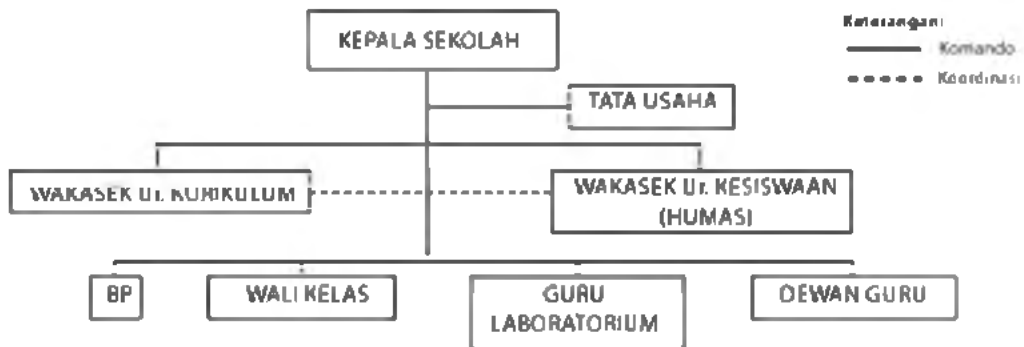 KEPALA SEKOLAH
Keterangan:
Komando
Koordinasi
TATA USAHA
WAKASEK Ur. KURIKULUM
WAKASEK Ur. KESISWAAN
(HUMAS)
BP
WALI KELAS
GURU
LABORATORIUM
DEWAN GURU